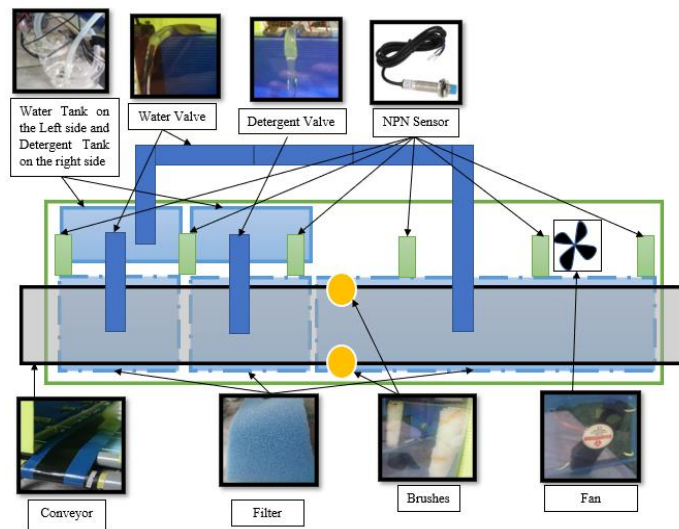 Water Tank on
the Left side and
Detergent Tank
on the right side
Water Valve
Detergent Valve
NPN Sensor
Conveyor
Filter
Brushes
Fan